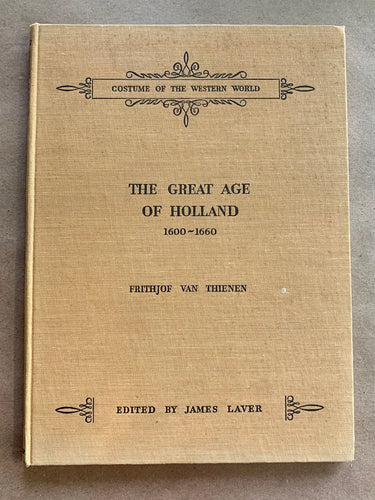 COSTUME OF THE WESTERN WORLD
THE GREAT AGE
OF HOLLAND
1600~1660
FRITHJOF VAN THIENEN
EDITED BY JAMES LAVER